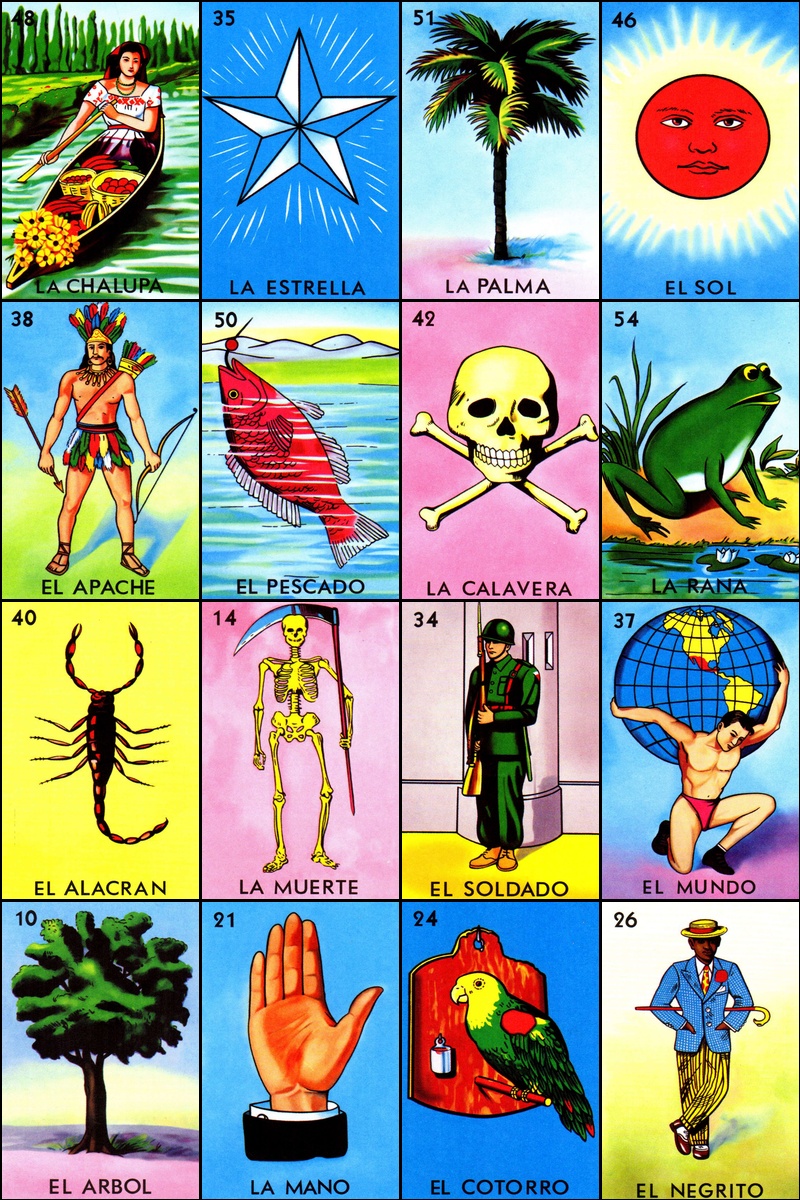 48
LA CHALUPA
35
LA ESTRELLA
51
LA PALMA
46
EL SOL
38
EL APACHE
50
EL PESCADO
42
LA CALAVERA
54
LA RANA
40
EL ALACRAN
14
LA MUERTE
34
EL SOLDADO
37
EL MUNDO
10
EL ARBOL
21
LA MANO
24
EL COTORRO
26
EL NEGRITO